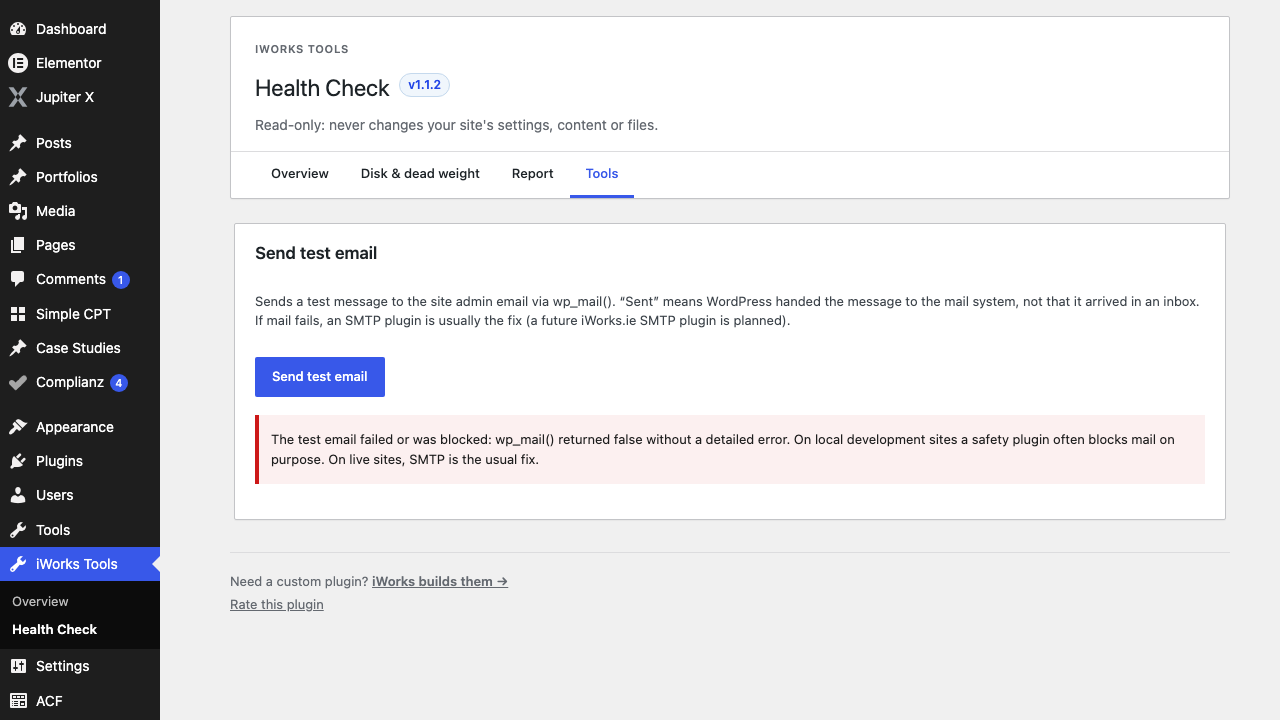 Dashboard
Elementor
Jupiter X
Posts
Portfolios
Media
Pages
Comments 1
Simple CPT
Case Studies
Complianz 4
Appearance
Plugins
Users
Tools
iWorks Tools
Overview
Health Check
Settings
ACF
IWORKS TOOLS
Health Check v1.1.2
Read-only: never changes your site's settings, content or files.
Overview Disk & dead weight Report Tools
Send test email
Sends a test message to the site admin email via wp_mail(). “Sent” means WordPress handed the message to the mail system, not that it arrived in an inbox.
If mail fails, an SMTP plugin is usually the fix (a future iWorks.ie SMTP plugin is planned).
Send test email
The test email failed or was blocked: wp_mail() returned false without a detailed error. On local development sites a safety plugin often blocks mail on
purpose. On live sites, SMTP is the usual fix.
Need a custom plugin? iWorks builds them →
Rate this plugin